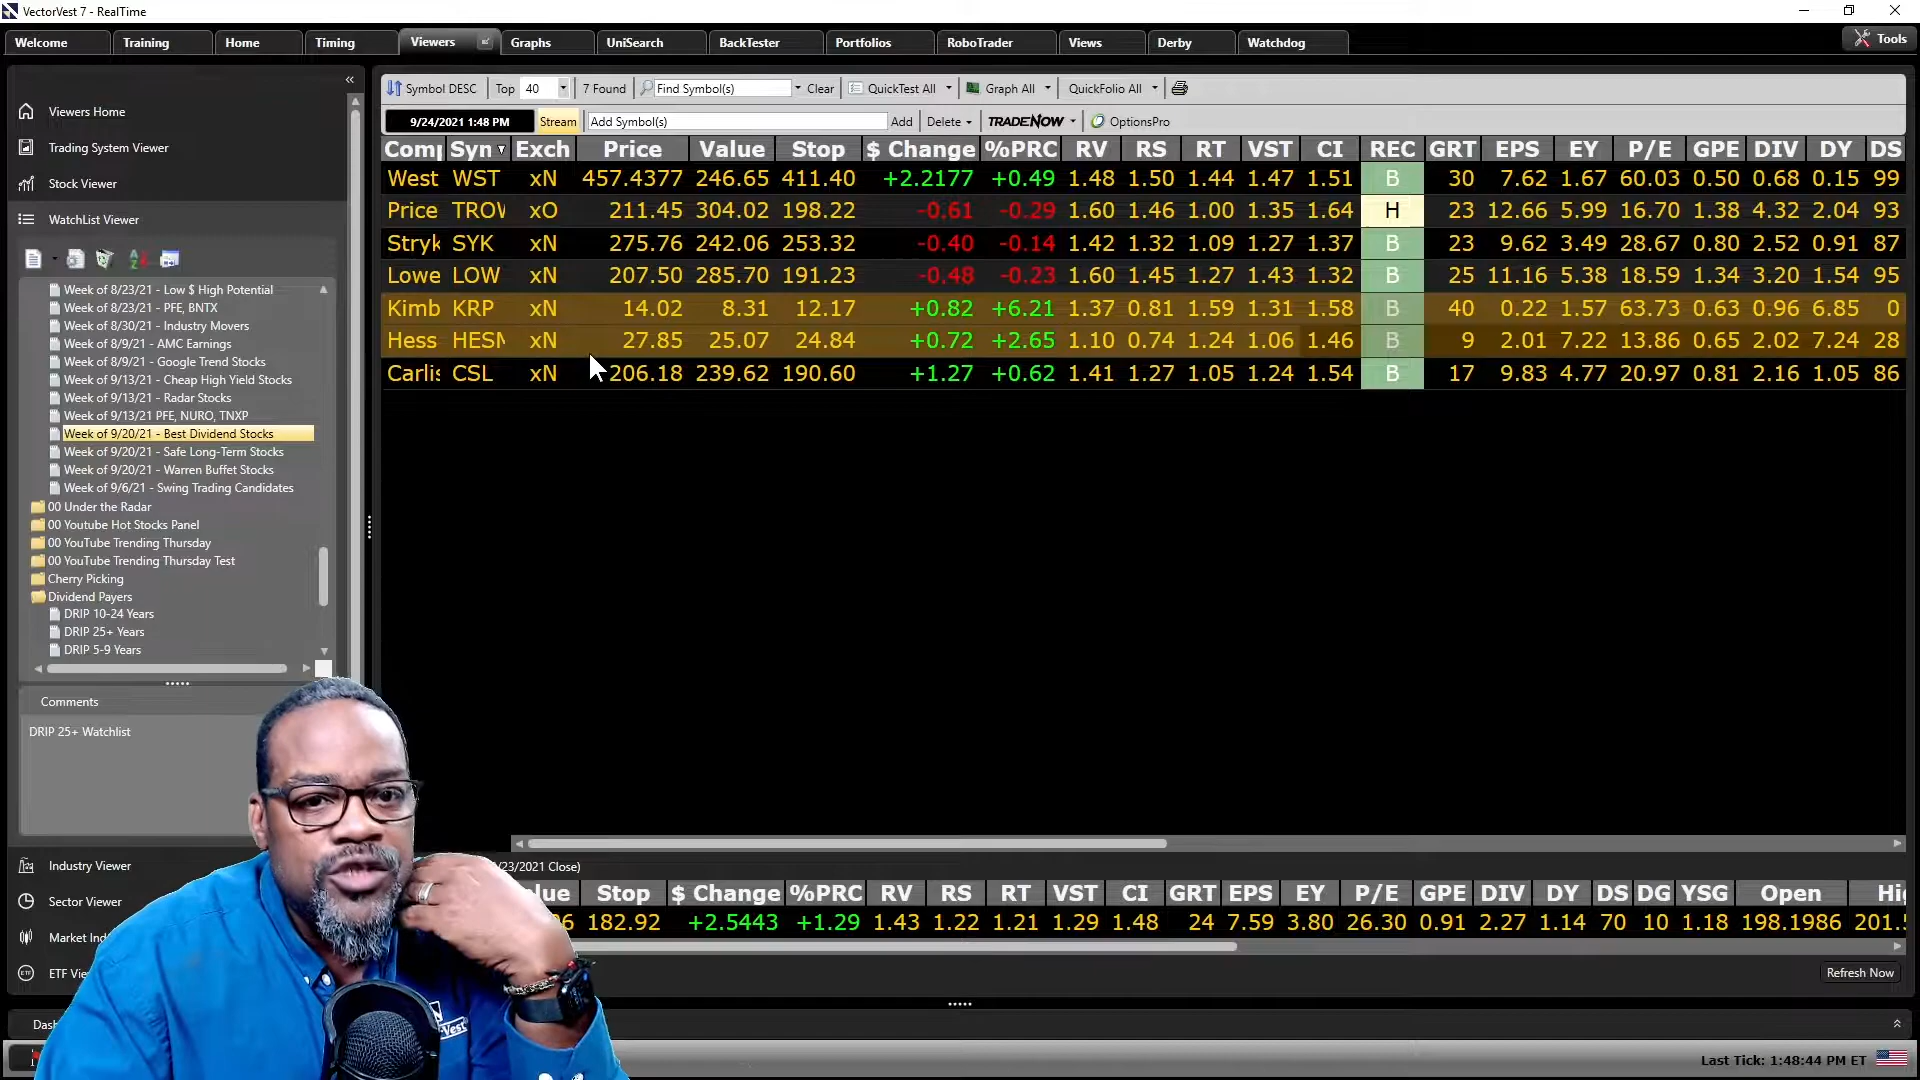 VectorVest 7 - RealTime
Welcome Training Home Timing Viewers Graphs UniSearch BackTester Portfolios RoboTrader Views Derby Watchdog Tools
Viewers Home
Trading System Viewer
Stock Viewer
WatchList Viewer
Week of 8/23/21 - Low $ High Potential
Week of 8/23/21 - PFE, BNTX
Week of 8/30/21 - Industry Movers
Week of 8/9/21 - AMC Earnings
Week of 8/9/21 - Google Trend Stocks
Week of 9/13/21 - Cheap High Yield Stocks
Week of 9/13/21 - Radar Stocks
Week of 9/13/21 PFE, NURO, TNXP
Week of 9/20/21 - Best Dividend Stocks
Week of 9/20/21 - Safe Long-Term Stocks
Week of 9/20/21 - Warren Buffet Stocks
Week of 9/6/21 - Swing Trading Candidates
00 Under the Radar
00 Youtube Hot Stocks Panel
00 YouTube Trending Thursday
00 YouTube Trending Thursday Test
Cherry Picking
Dividend Payers
DRIP 10-24 Years
DRIP 25+ Years
DRIP 5-9 Years
Comments
DRIP 25+ Watchlist
Industry Viewer
Sector Viewer
Market Ind
ETF Vie
Dash
Symbol DESC Top 40 7 Found Find Symbol(s) Clear QuickTest All Graph All QuickFolio All
9/24/2021 1:48 PM Stream Add Symbol(s) Add Delete TRADENOW OptionsPro
Comp Syn Exch Price Value Stop $ Change %PRC RV RS RT VST CI REC GRT EPS EY P/E GPE DIV DY DS
West WST xN 457.4377 246.65 411.40 +2.2177 +0.49 1.48 1.50 1.44 1.47 1.51 B 30 7.62 1.67 60.03 0.50 0.68 0.15 99
Price TROW xO 211.45 304.02 198.22 -0.61 -0.29 1.60 1.46 1.00 1.35 1.64 H 23 12.66 5.99 16.70 1.38 4.32 2.04 93
Stryk SYK xN 275.76 242.06 253.32 -0.40 -0.14 1.42 1.32 1.09 1.27 1.37 B 23 9.62 3.49 28.67 0.80 2.52 0.91 87
Lowe LOW xN 207.50 285.70 191.23 -0.48 -0.23 1.60 1.45 1.27 1.43 1.32 B 25 11.16 5.38 18.59 1.34 3.20 1.54 95
Kimb KRP xN 14.02 8.31 12.17 +0.82 +6.21 1.37 0.81 1.59 1.31 1.58 B 40 0.22 1.57 63.73 0.63 0.96 6.85 0
Hess HESM xN 27.85 25.07 24.84 +0.72 +2.65 1.10 0.74 1.24 1.06 1.46 B 9 2.01 7.22 13.86 0.65 2.02 7.24 28
Carlis CSL xN 206.18 239.62 190.60 +1.27 +0.62 1.41 1.27 1.05 1.24 1.54 B 17 9.83 4.77 20.97 0.81 2.16 1.05 86
/23/2021 Close)
alue Stop $ Change %PRC RV RS RT VST CI GRT EPS EY P/E GPE DIV DY DS DG YSG Open Hi
6 182.92 +2.5443 +1.29 1.43 1.22 1.21 1.29 1.48 24 7.59 3.80 26.30 0.91 2.27 1.14 70 10 1.18 198.1986 201.5
Refresh Now
Last Tick: 1:48:44 PM ET